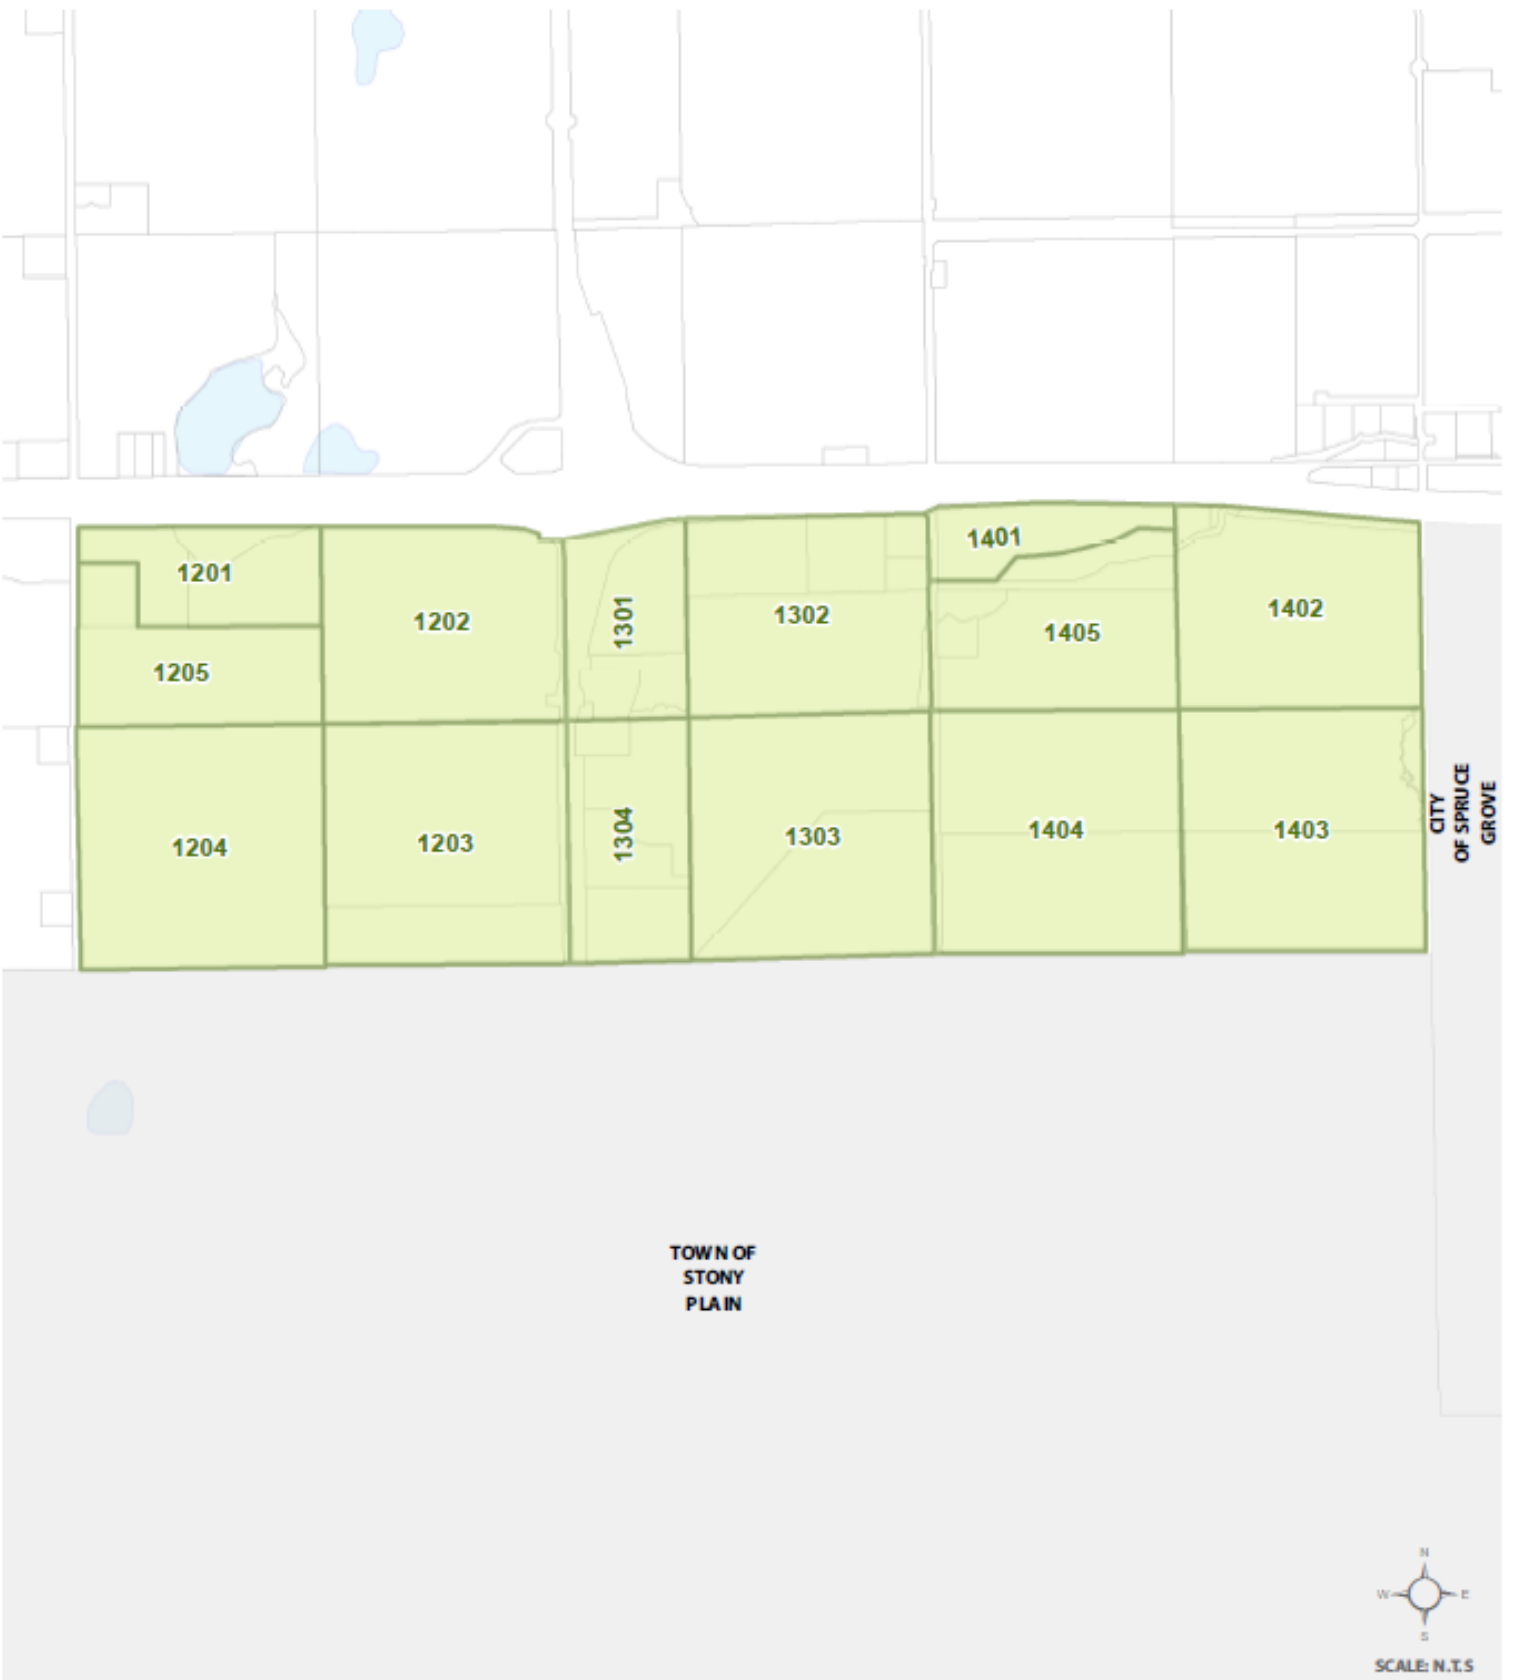 1401
1201
1202
1301
1302
1402
1405
1205
1204
1203
1304
1303
1404
1403
CITY
OF SPRUCE
GROVE
TOWN OF
STONY
PLAIN
N
W
E
S
SCALE: N.T.S